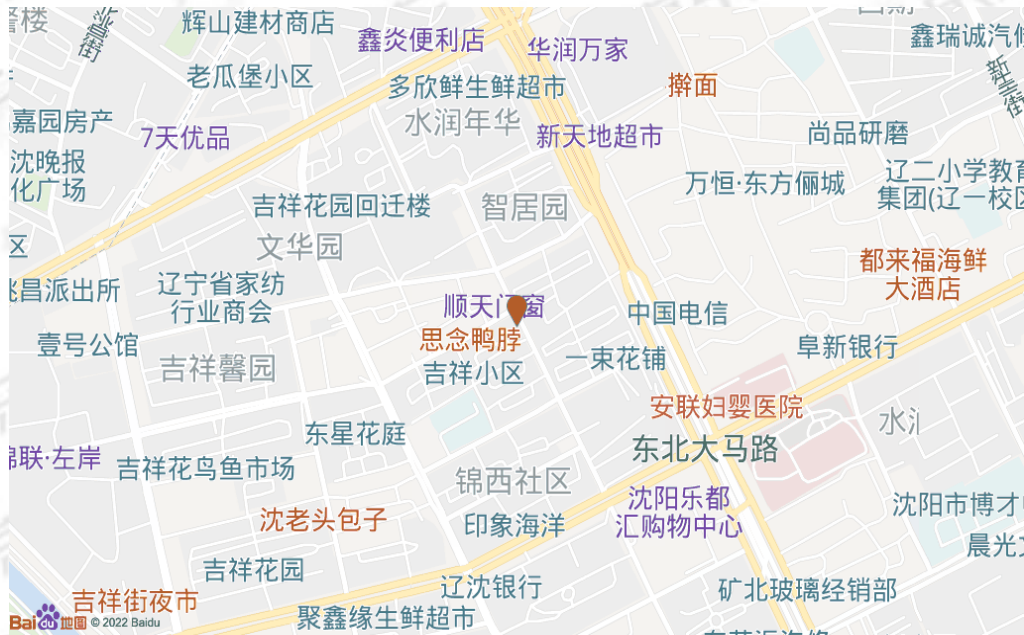 辉山建材商店
鑫炎便利店
华润万家
鑫瑞诚汽修
老瓜堡小区
多欣鲜生鲜超市
擀面
嘉园房产
7天优品
水润年华
新天地超市
尚品研磨
沈晚报
化广场
万恒·东方俪城
辽二小学教育
集团(辽一校区
吉祥花园回迁楼
智居园
区
文华园
都来福海鲜
大酒店
姚昌派出所
辽宁省家纺
行业商会
顺天门窗
中国电信
壹号公馆
思念鸭脖
阜新银行
吉祥馨园
吉祥小区
一束花铺
安联妇婴医院
东星花庭
水
东北大马路
锦联·左岸
吉祥花鸟鱼市场
锦西社区
沈阳乐都
汇购物中心
沈阳市博才
沈老头包子
印象海洋
晨光文
吉祥花园
辽沈银行
矿北玻璃经销部
吉祥街夜市
聚鑫缘生鲜超市
Bai 地图 © 2022 Baidu